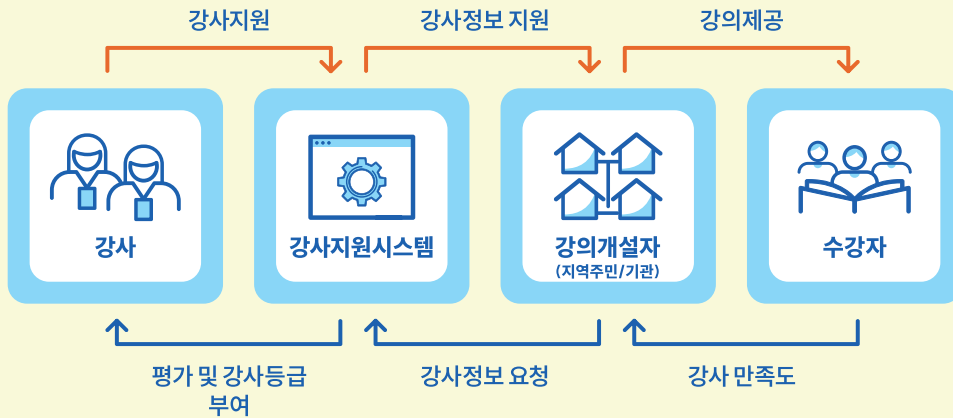 강사지원
강사정보 지원
강의제공
강사
강사지원시스템
강의개설자
(지역주민/기관)
수강자
평가 및 강사등급
부여
강사정보 요청
강사 만족도